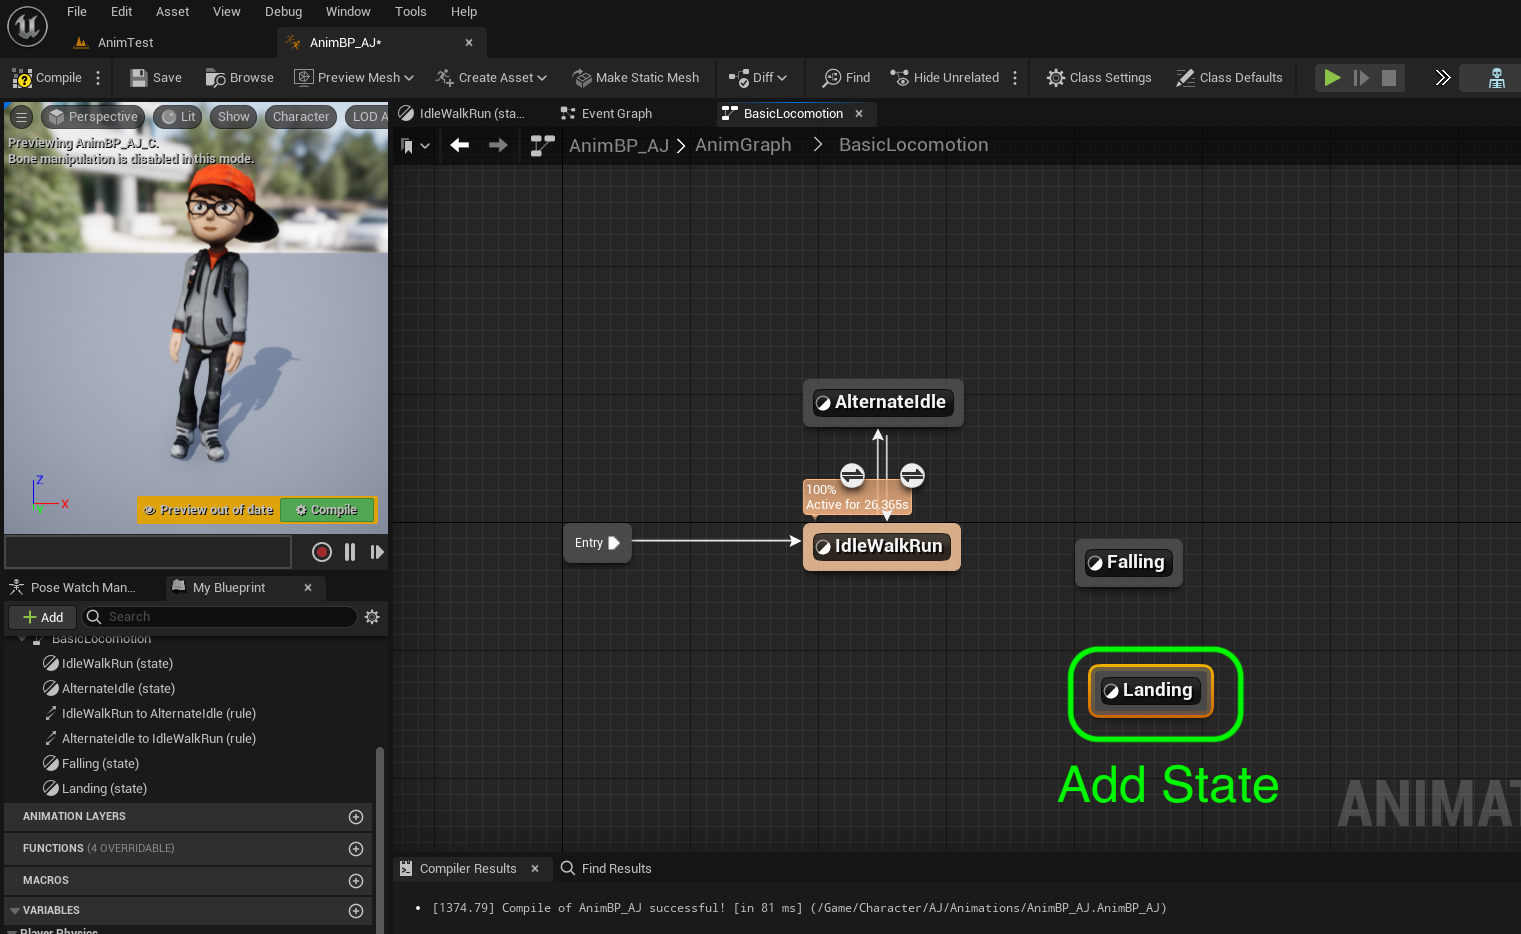 File Edit Asset View Debug Window Tools Help
AnimTest AnimBP_AJ*
Compile Save Browse Preview Mesh Create Asset Make Static Mesh Diff Find Hide Unrelated Class Settings Class Defaults
Perspective Lit Show Character LOD A
Previewing AnimBP_AJ_C.
Bone manipulation is disabled in this mode.
Z
X
Y
Preview out of date Compile
Pose Watch Man... My Blueprint
Add Search
BasicLocomotion
IdleWalkRun (state)
AlternateIdle (state)
IdleWalkRun to AlternateIdle (rule)
AlternateIdle to IdleWalkRun (rule)
Falling (state)
Landing (state)
ANIMATION LAYERS
FUNCTIONS (4 OVERRIDABLE)
MACROS
VARIABLES
Player Physics
IdleWalkRun (sta... Event Graph BasicLocomotion
AnimBP_AJ AnimGraph BasicLocomotion
AlternateIdle
100%
Active for 26.365s
Entry
IdleWalkRun
Falling
Landing
Add State
ANIMAT
Compiler Results Find Results
• [1374.79] Compile of AnimBP_AJ successful! [in 81 ms] (/Game/Character/AJ/Animations/AnimBP_AJ.AnimBP_AJ)